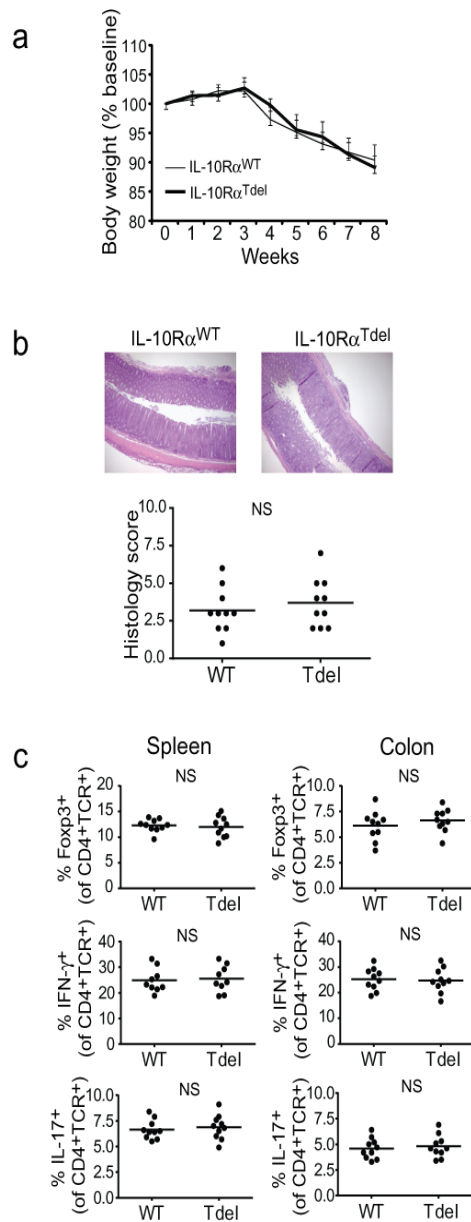 a
Body weight (% baseline)
110
105
100
95
90
85
80
IL-10RαWT
IL-10RαTdel
0 1 2 3 4 5 6 7 8
Weeks
b
IL-10RαWT IL-10RαTdel
Histology score
10.0
7.5
5.0
2.5
0.0
NS
WT Tdel
c
Spleen Colon
% Foxp3+
(of CD4+TCR+)
20
15
10
5
0
NS
WT Tdel
% Foxp3+
(of CD4+TCR+)
10.0
7.5
5.0
2.5
0.0
NS
WT Tdel
% IFN-γ+
(of CD4+TCR+)
40
30
20
10
0
NS
WT Tdel
% IFN-γ+
(of CD4+TCR+)
40
30
20
10
0
NS
WT Tdel
% IL-17+
(of CD4+TCR+)
10.0
7.5
5.0
2.5
0.0
NS
WT Tdel
% IL-17+
(of CD4+TCR+)
10.0
7.5
5.0
2.5
0.0
NS
WT Tdel